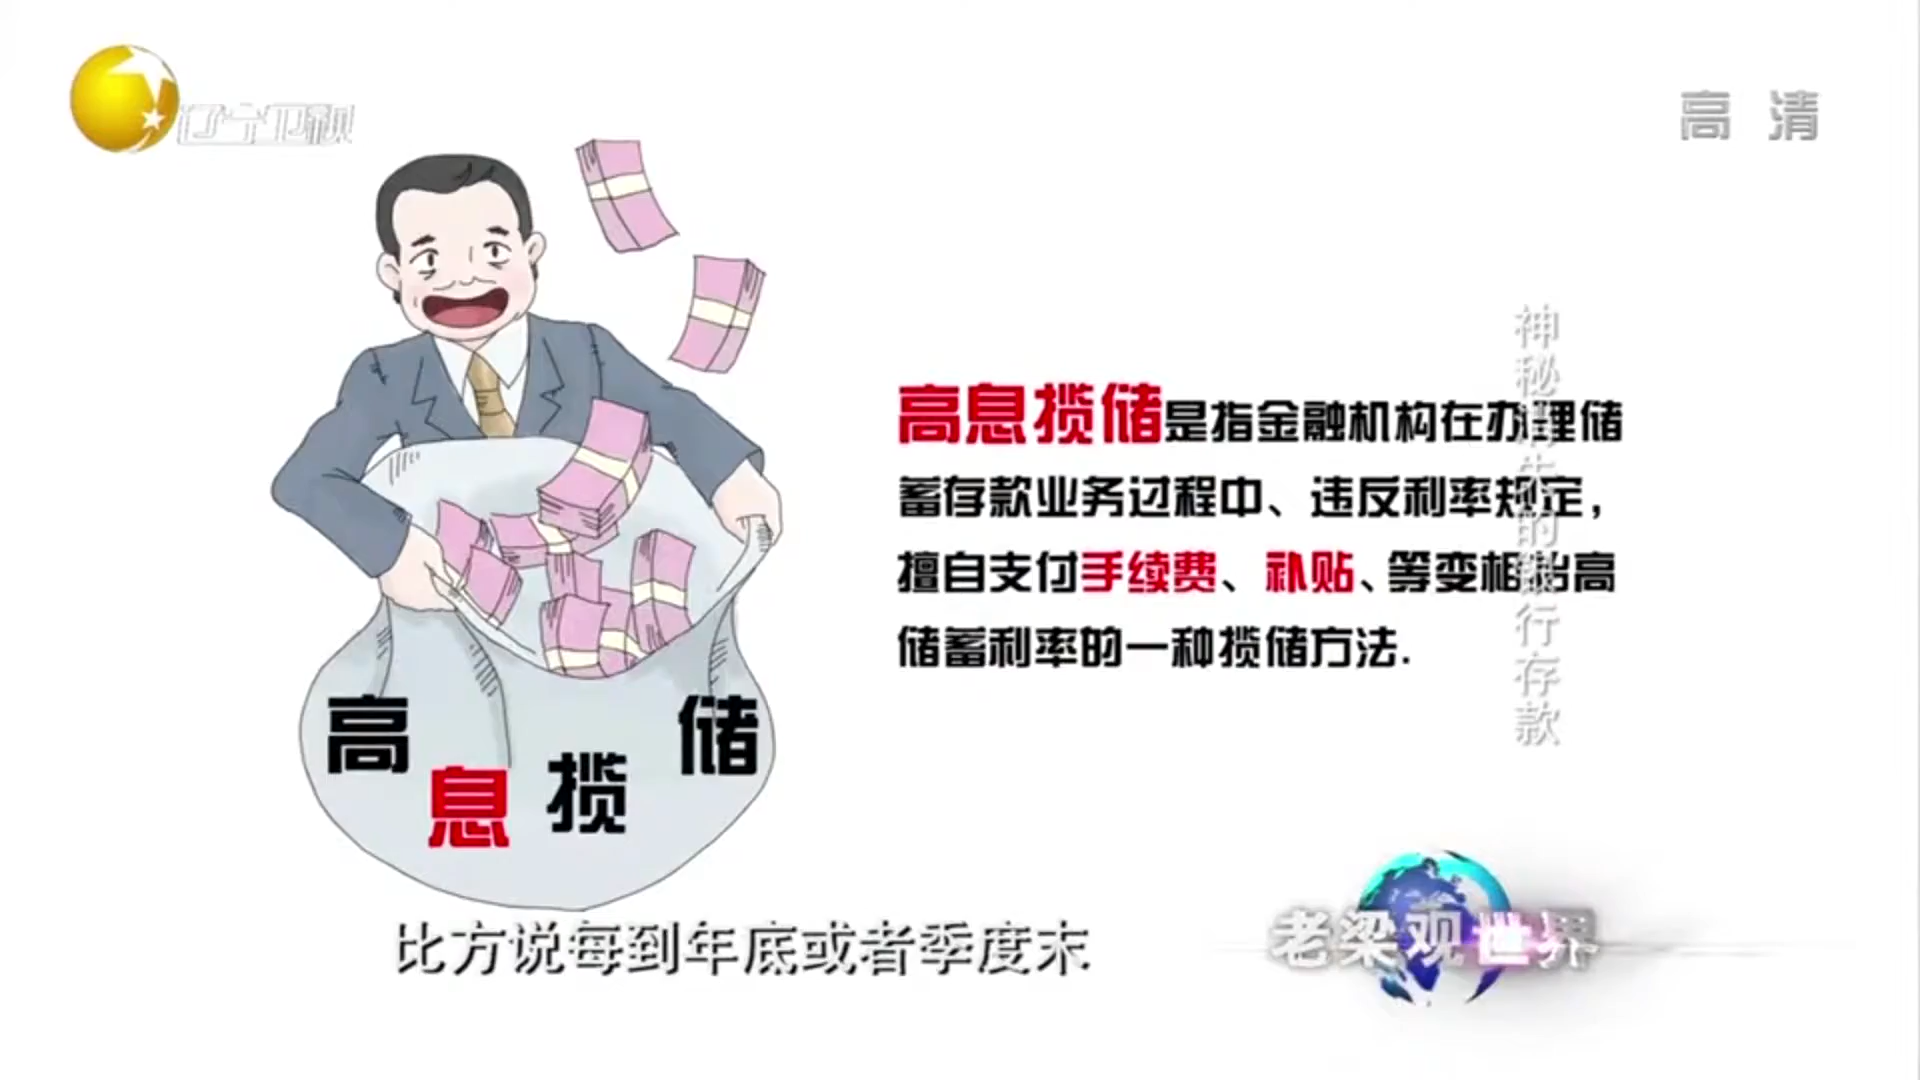 辽宁卫视
高清
高息揽储是指金融机构在办理储
蓄存款业务过程中、违反利率规定，
擅自支付手续费、补贴、等变相抬高
储蓄利率的一种揽储方法.
神秘消失的银行存款
高息揽储
比方说每到年底或者季度末
老梁观世界